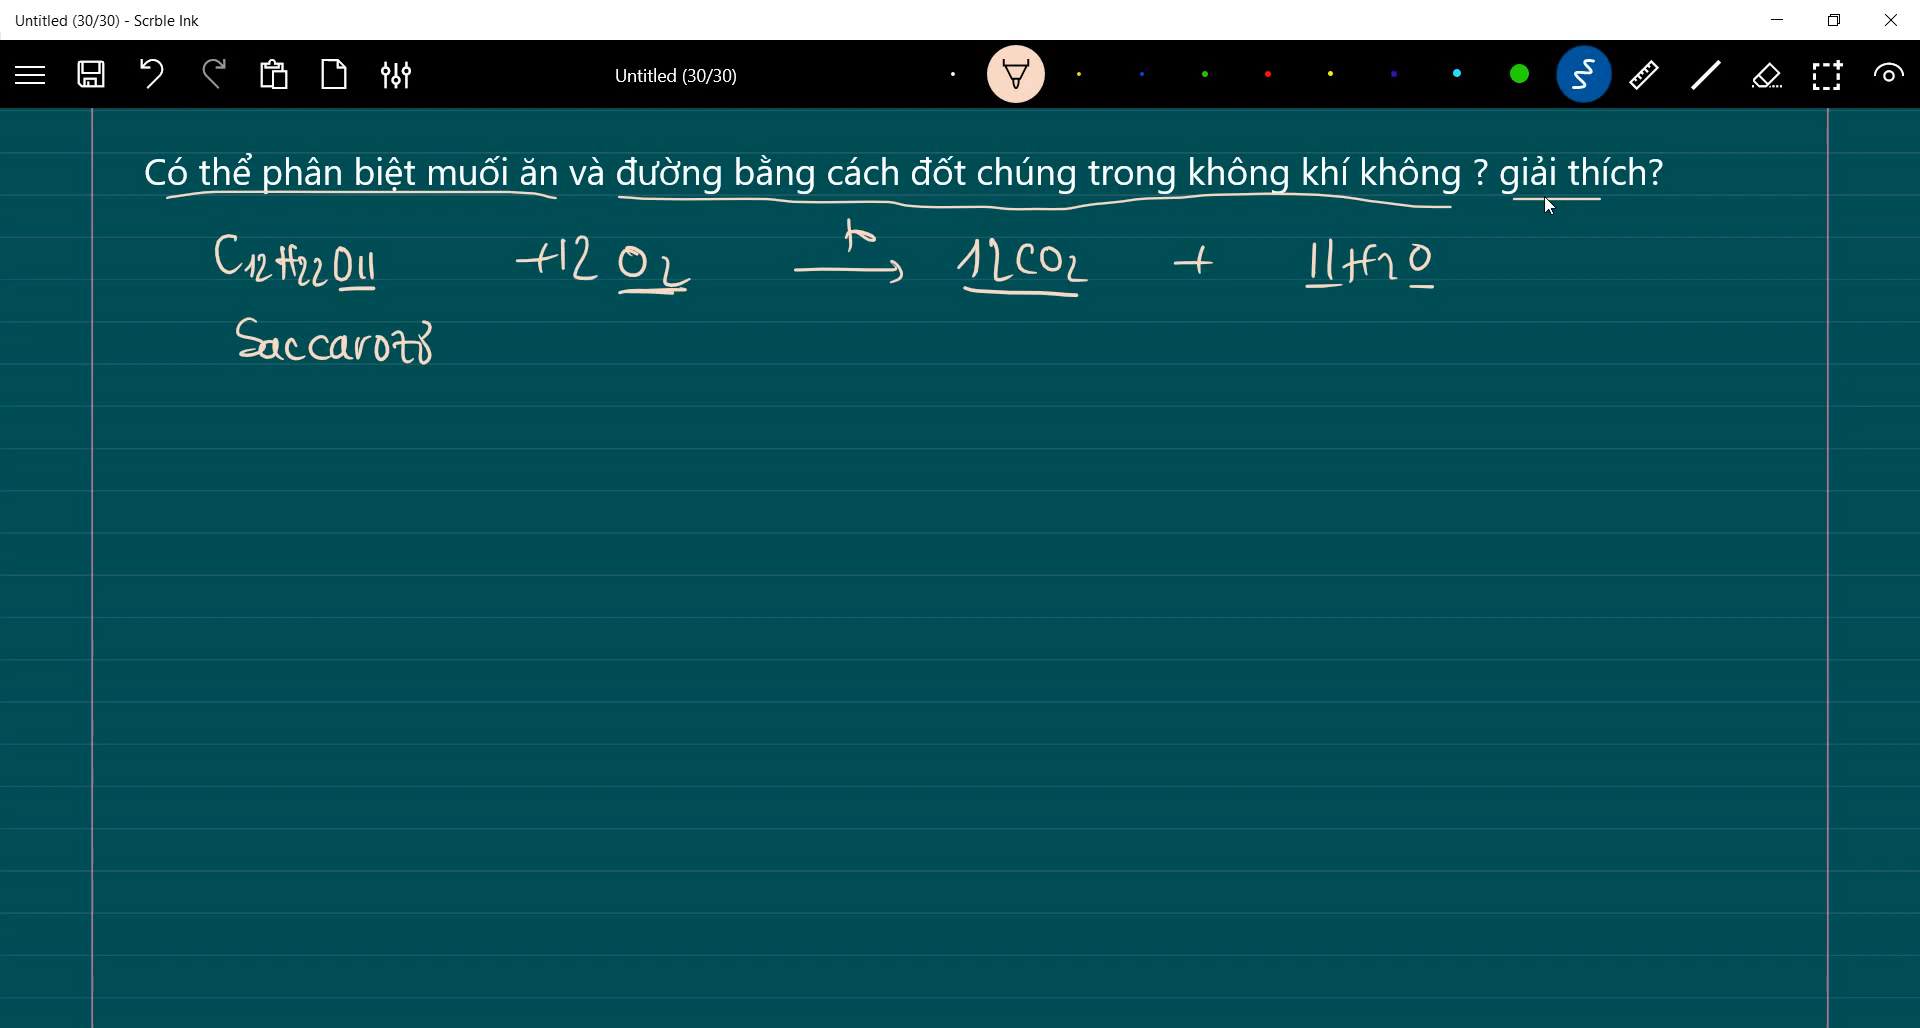 Untitled (30/30) - Scrble Ink
Untitled (30/30)
Có thể phân biệt muối ăn và đường bằng cách đốt chúng trong không khí không ? giải thích?
C12H22O11 +12 O2 → 12CO2 + 11H2O